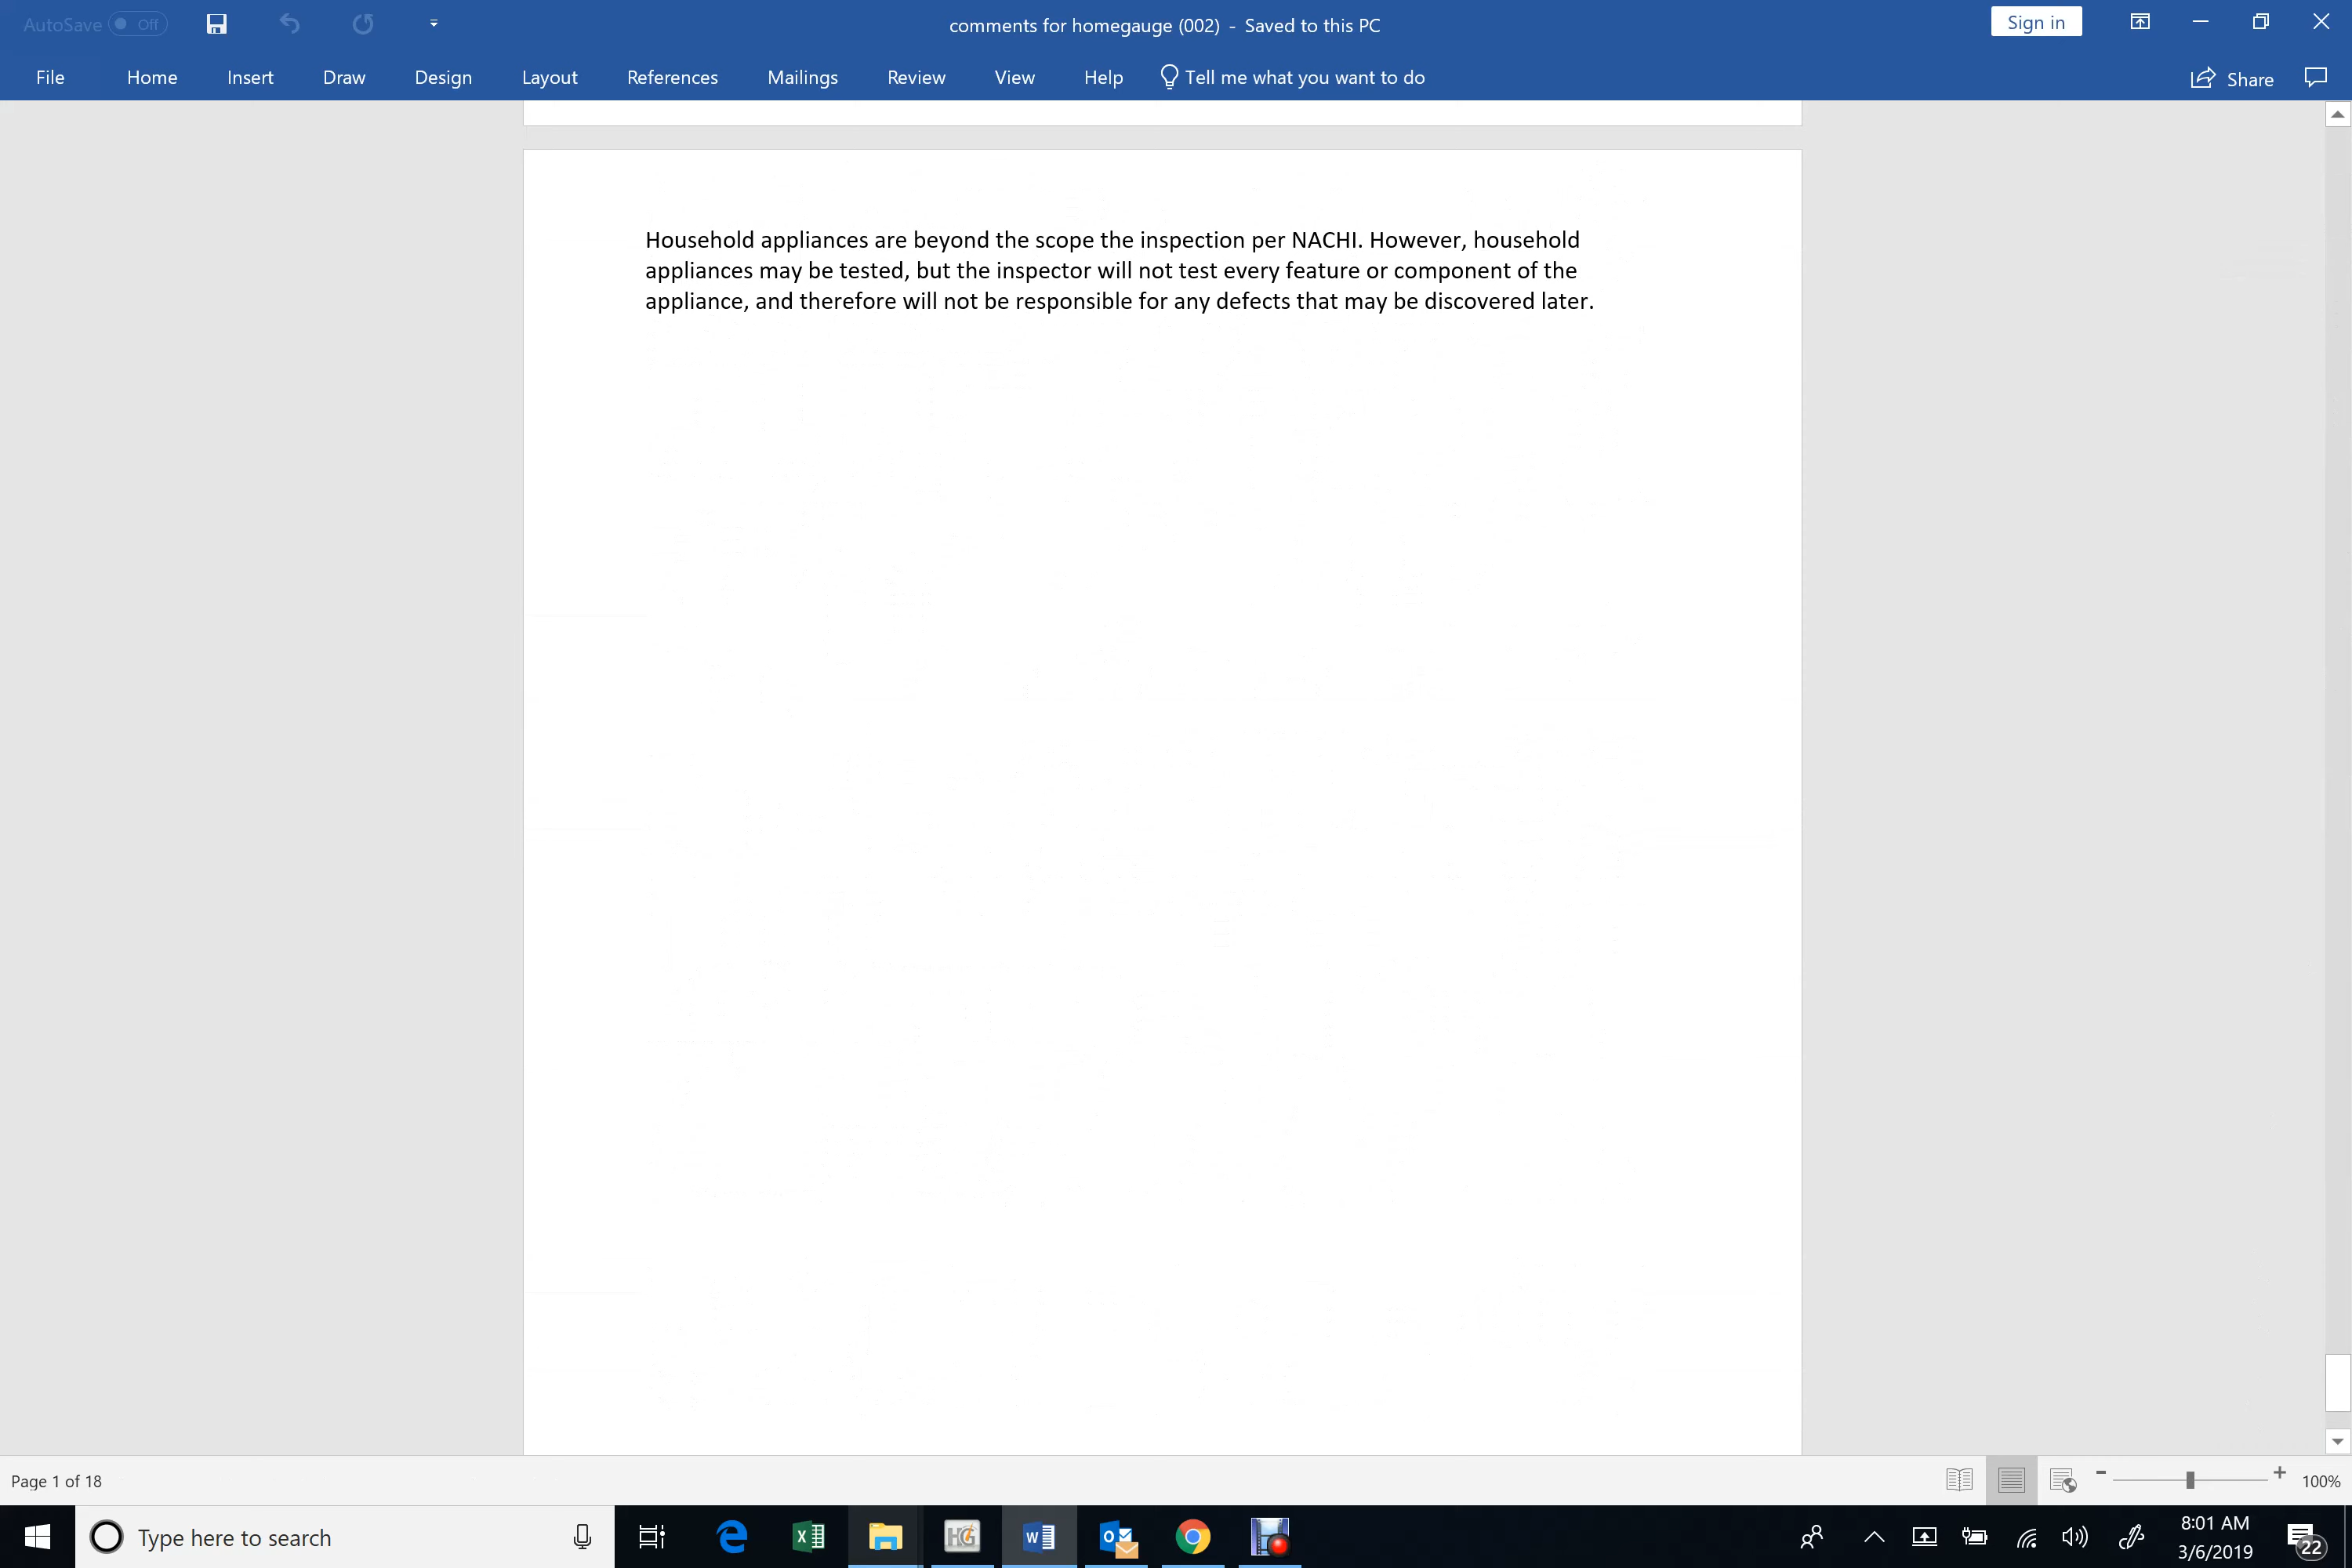 AutoSave Off
comments for homegauge (002) - Saved to this PC
Sign in
File Home Insert Draw Design Layout References Mailings Review View Help Tell me what you want to do
Share
Household appliances are beyond the scope the inspection per NACHI. However, household
appliances may be tested, but the inspector will not test every feature or component of the
appliance, and therefore will not be responsible for any defects that may be discovered later.
Page 1 of 18
100%
Type here to search
8:01 AM
3/6/2019
22